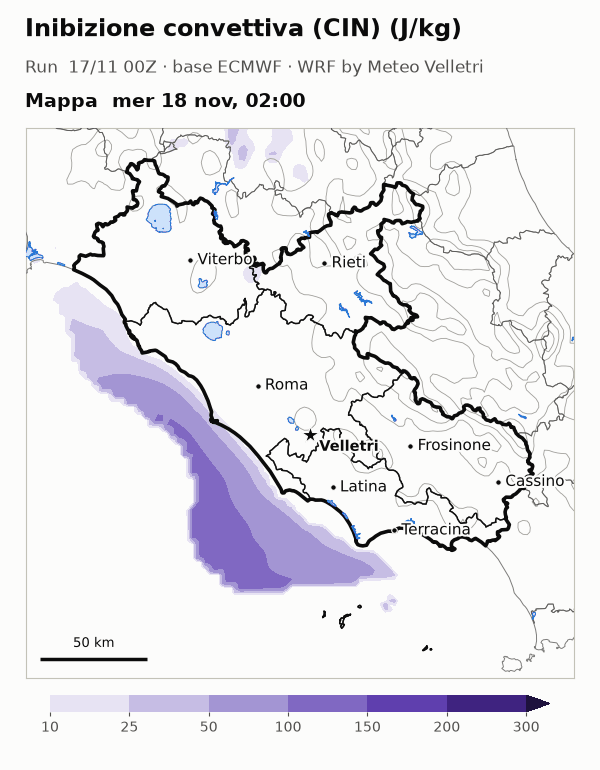 Inibizione convettiva (CIN) (J/kg)
Run  17/11 00Z · base ECMWF · WRF by Meteo Velletri
Mappa  mer 18 nov, 02:00
Viterbo
Rieti
Roma
Velletri
Frosinone
Latina
Cassino
Terracina
50 km
10 25 50 100 150 200 300